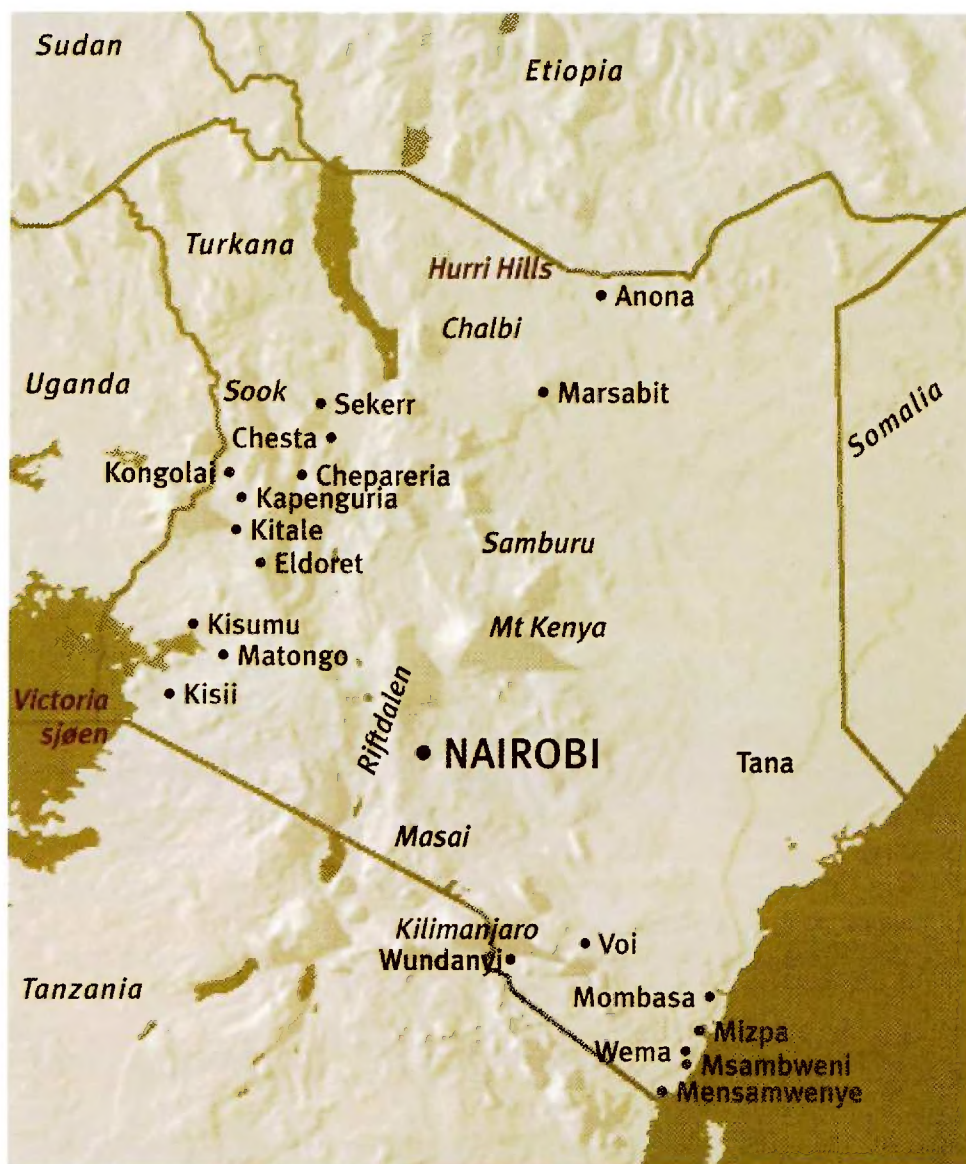 Sudan
Etiopia
Turkana
Hurri Hills
Anona
Chalbi
Uganda
Sook
Sekerr
Marsabit
Somalia
Chesta
Kongolai
Chepareria
Kapenguria
Kitale
Samburu
Eldoret
Kisumu
Mt Kenya
Matongo
Kisii
Victoria
sjøen
Riftdalen
NAIROBI
Tana
Masai
Kilimanjaro
Voi
Wundanyi
Tanzania
Mombasa
Mizpa
Wema
Msambweni
Mensamwenye